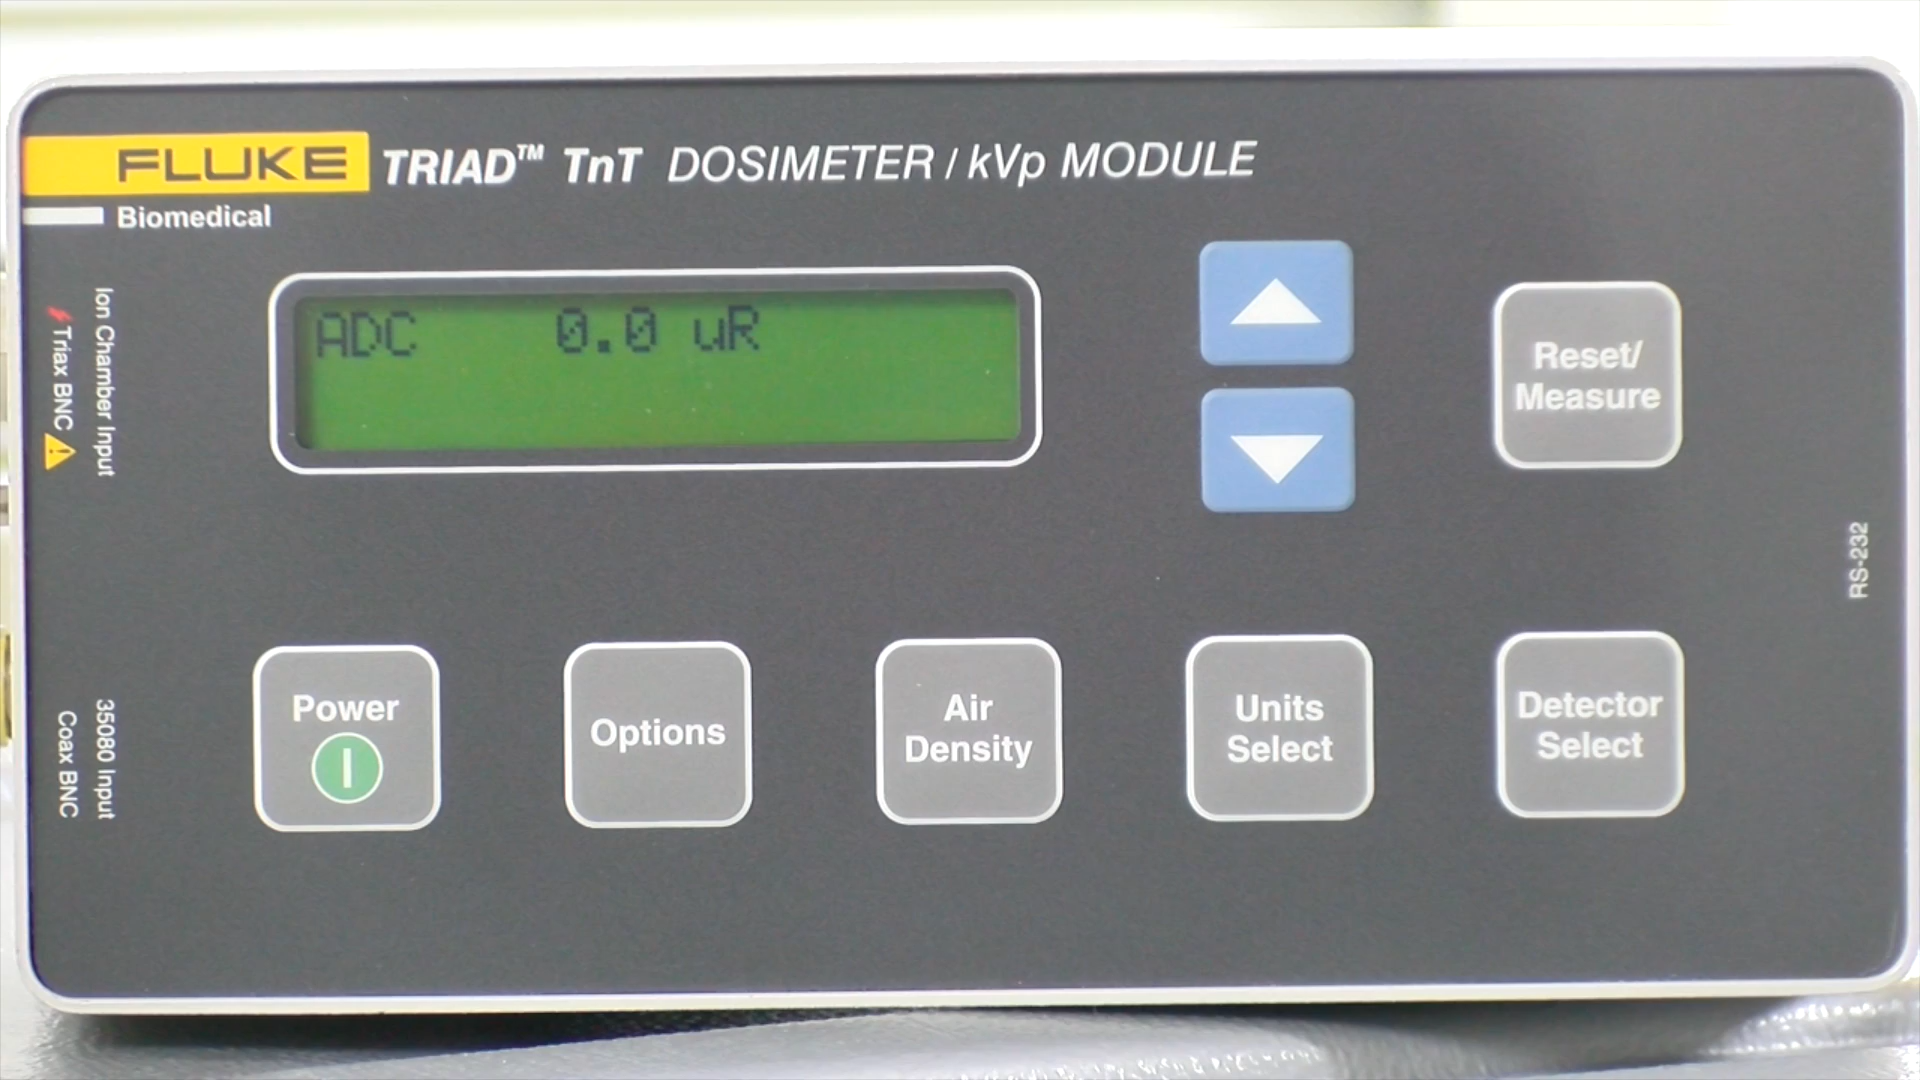 FLUKE TRIAD™ TnT DOSIMETER / kVp MODULE
Biomedical
Ion Chamber Input
Triax BNC
ADC 0.0 uR
Reset/
Measure
RS-232
35080 Input
Coax BNC
Power
Options
Air
Density
Units
Select
Detector
Select